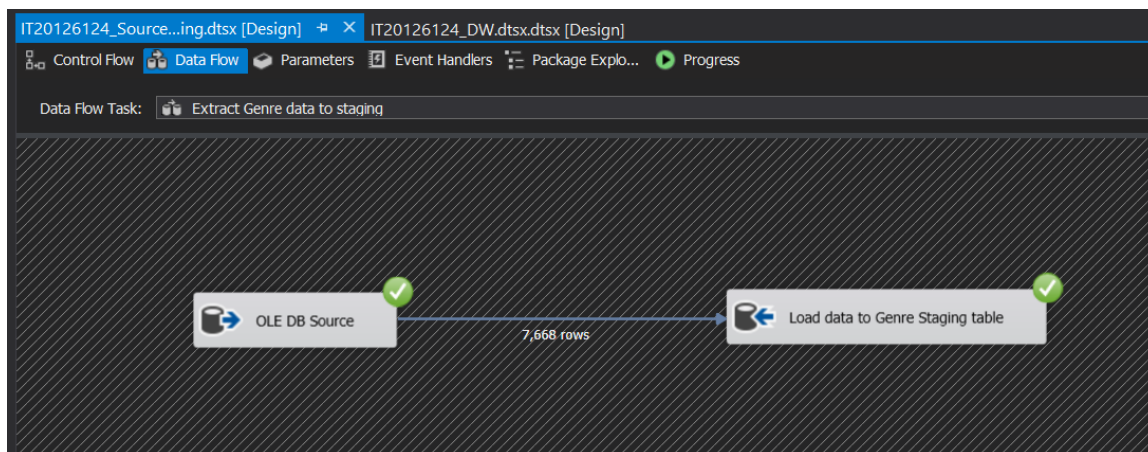 IT20126124_Source...ing.dtsx [Design] IT20126124_DW.dtsx.dtsx [Design]
Control Flow Data Flow Parameters Event Handlers Package Explo... Progress
Data Flow Task: Extract Genre data to staging
OLE DB Source
7,668 rows
Load data to Genre Staging table